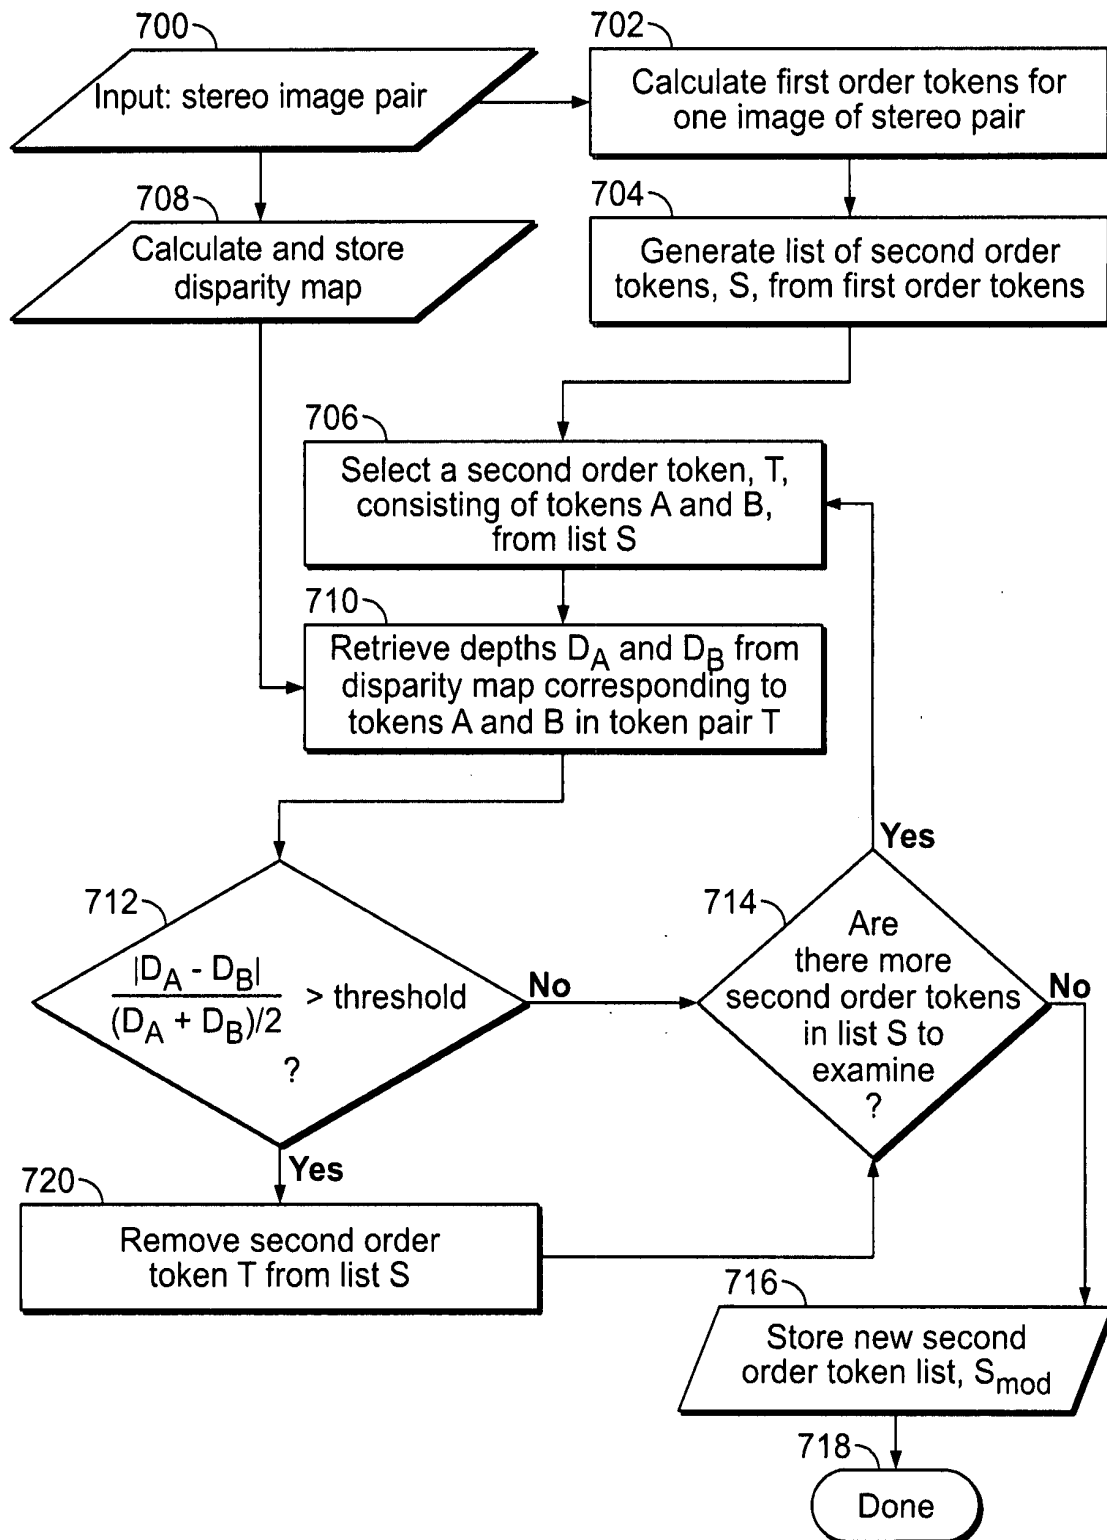 700
Input: stereo image pair
702
Calculate first order tokens for
one image of stereo pair
708
Calculate and store
disparity map
704
Generate list of second order
tokens, S, from first order tokens
706
Select a second order token, T,
consisting of tokens A and B,
from list S
710
Retrieve depths D_A and D_B from
disparity map corresponding to
tokens A and B in token pair T
712
|D_A - D_B|
(D_A + D_B)/2
> threshold
?
No
Yes
714
Are
there more
second order tokens
in list S to
examine
?
Yes
No
720
Remove second order
token T from list S
716
Store new second
order token list, S_mod
718
Done